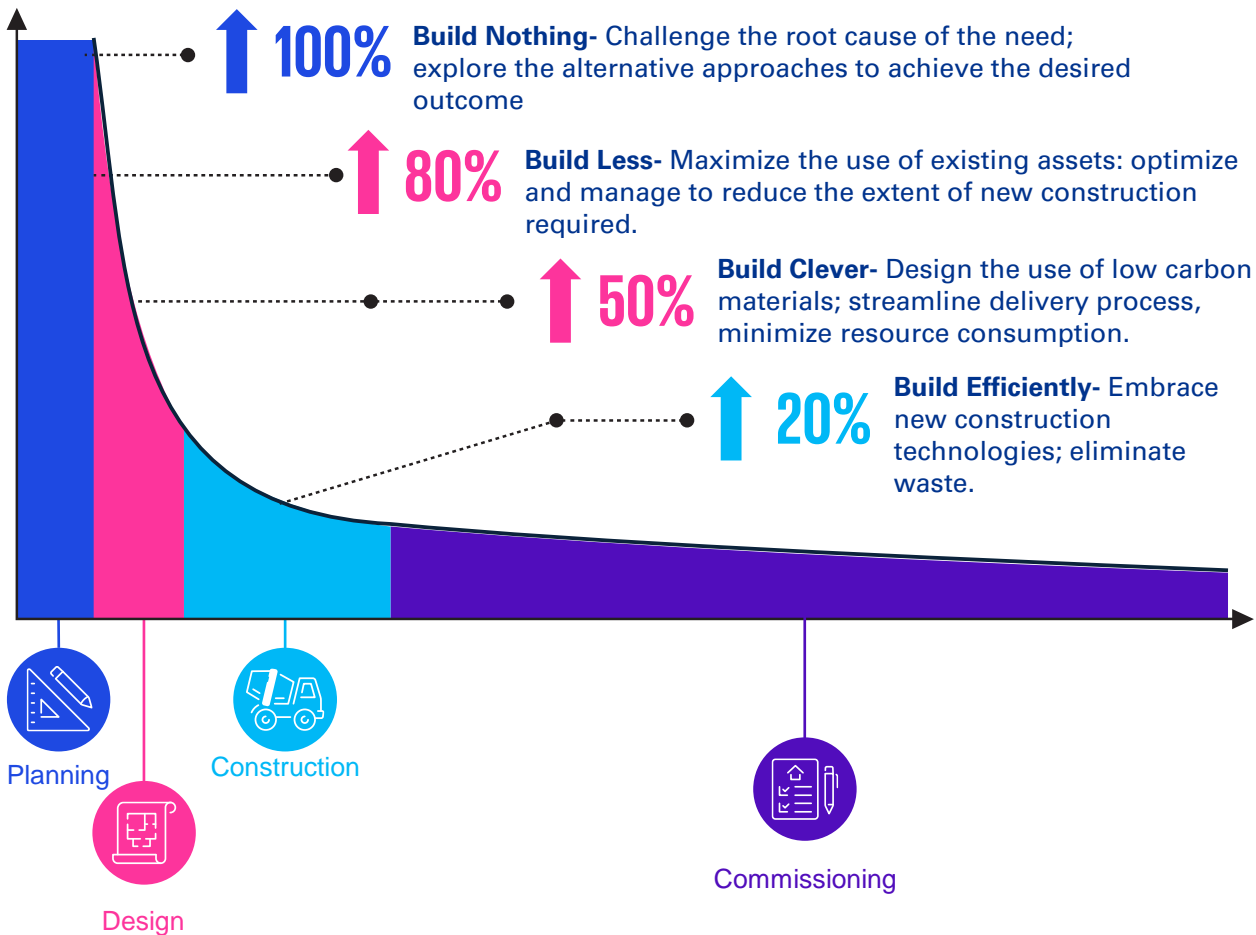 100%
Build Nothing- Challenge the root cause of the need;
explore the alternative approaches to achieve the desired
outcome
80%
Build Less- Maximize the use of existing assets: optimize
and manage to reduce the extent of new construction
required.
50%
Build Clever- Design the use of low carbon
materials; streamline delivery process,
minimize resource consumption.
20%
Build Efficiently- Embrace
new construction
technologies; eliminate
waste.
Planning
Construction
Commissioning
Design